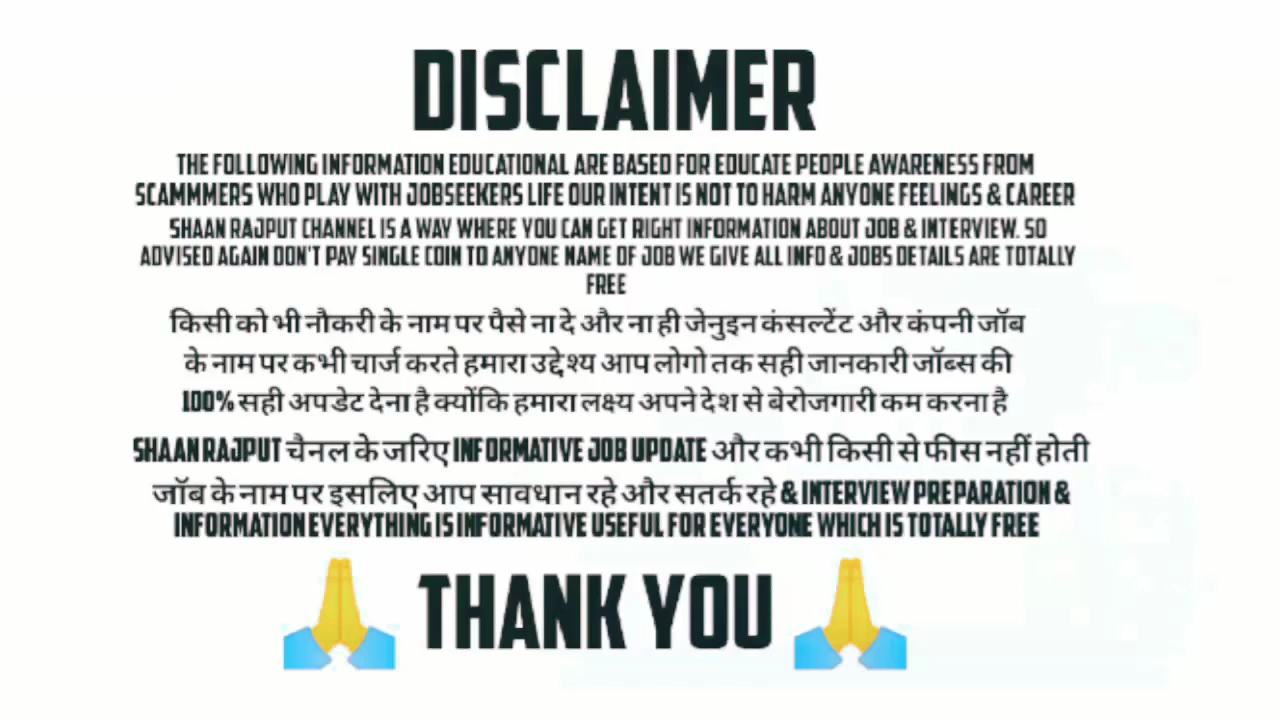 DISCLAIMER
THE FOLLOWING INFORMATION EDUCATIONAL ARE BASED FOR EDUCATE PEOPLE AWARENESS FROM
SCAMMMERS WHO PLAY WITH JOBSEEKERS LIFE OUR INTENT IS NOT TO HARM ANYONE FEELINGS & CAREER
SHAAN RAJPUT CHANNEL IS A WAY WHERE YOU CAN GET RIGHT INFORMATION ABOUT JOB & INTERVIEW. SO
ADVISED AGAIN DON'T PAY SINGLE COIN TO ANYONE NAME OF JOB WE GIVE ALL INFO & JOBS DETAILS ARE TOTALLY
FREE
किसी को भी नौकरी के नाम पर पैसे ना दे और ना ही जेनुइन कंसल्टेंट और कंपनी जॉब
के नाम पर कभी चार्ज करते हमारा उद्देश्य आप लोगो तक सही जानकारी जॉब्स की
100% सही अपडेट देना है क्योंकि हमारा लक्ष्य अपने देश से बेरोजगारी कम करना है
SHAAN RAJPUT चैनल के जरिए INFORMATIVE JOB UPDATE और कभी किसी से फीस नहीं होती
जॉब के नाम पर इसलिए आप सावधान रहे और सतर्क रहे & INTERVIEW PREPARATION &
INFORMATION EVERYTHING IS INFORMATIVE USEFUL FOR EVERYONE WHICH IS TOTALLY FREE
THANK YOU